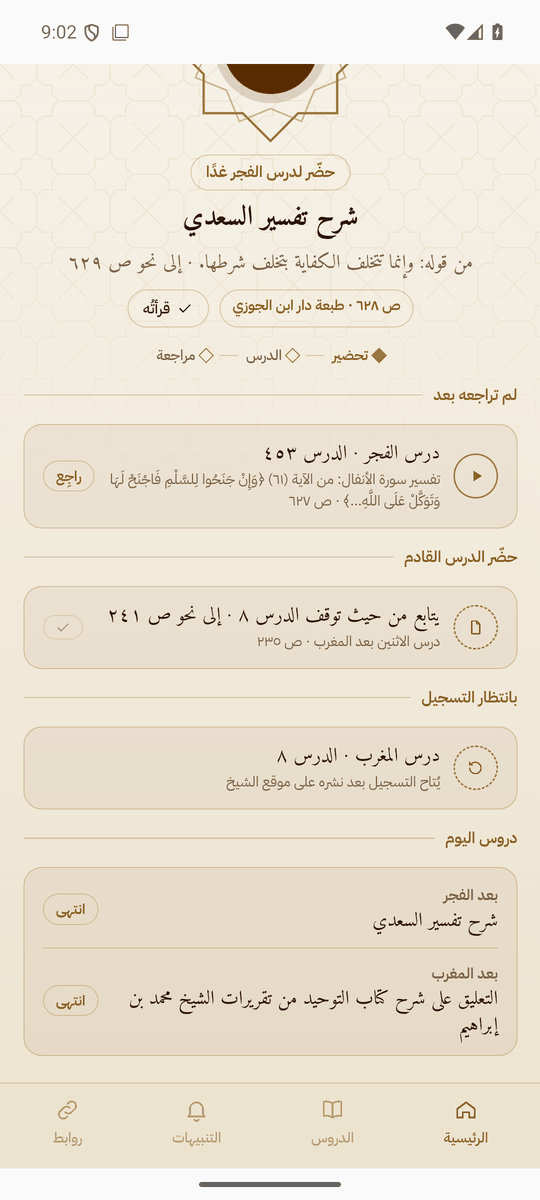 9:02
حضّر لدرس الفجر غدًا
شرح تفسير السعدي
من قوله: وإنما تتخلف الكفاية بتخلف شرطها. · إلى نحو ص ٦٢٩
ص ٦٢٨ · طبعة دار ابن الجوزي
قرأتُه
تحضير
الدرس
مراجعة
لم تراجعه بعد
درس الفجر · الدرس ٤٥٣
تفسير سورة الأنفال: من الآية (٦١) ﴿وَإِنْ جَنَحُوا لِلسَّلْمِ فَاجْنَحْ لَهَا
وَتَوَكَّلْ عَلَى اللَّهِ...﴾ · ص ٦٢٧
راجِع
حضّر الدرس القادم
يتابع من حيث توقف الدرس ٨ · إلى نحو ص ٢٤١
درس الاثنين بعد المغرب · ص ٢٣٥
بانتظار التسجيل
درس المغرب · الدرس ٨
يُتاح التسجيل بعد نشره على موقع الشيخ
دروس اليوم
بعد الفجر
شرح تفسير السعدي
انتهى
بعد المغرب
التعليق على شرح كتاب التوحيد من تقريرات الشيخ محمد بن
إبراهيم
انتهى
الرئيسية
الدروس
التنبيهات
روابط